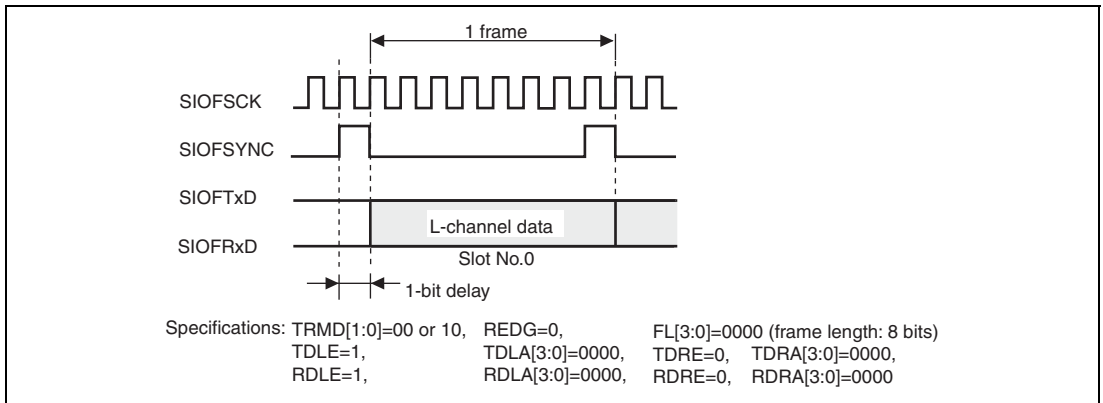 1 frame
SIOFSCK
SIOFSYNC
SIOFTxD
L-channel data
SIOFRxD
Slot No.0
1-bit delay
Specifications: TRMD[1:0]=00 or 10, REDG=0, FL[3:0]=0000 (frame length: 8 bits)
TDLE=1, TDLA[3:0]=0000, TDRE=0, TDRA[3:0]=0000,
RDLE=1, RDLA[3:0]=0000, RDRE=0, RDRA[3:0]=0000